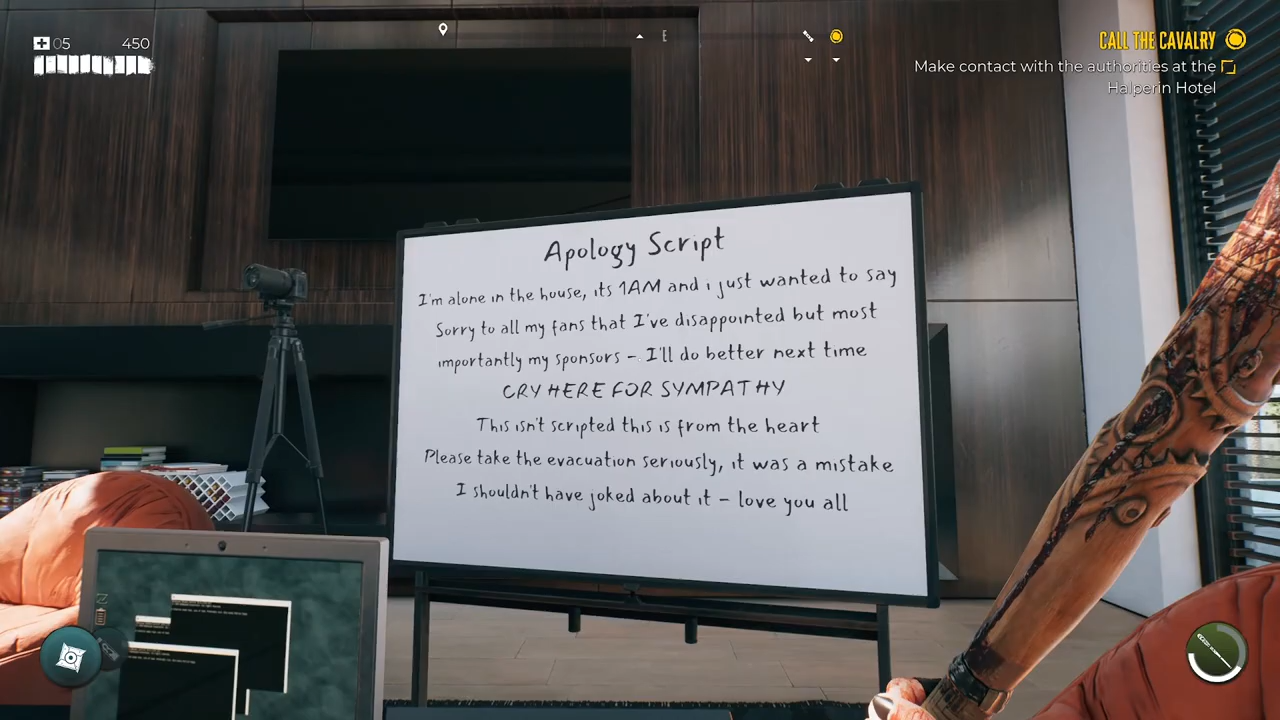 05 450
E
CALL THE CAVALRY
Make contact with the authorities at the
Halperin Hotel
Apology Script
I'm alone in the house, its 1AM and i just wanted to say
Sorry to all my fans that I've disappointed but most
importantly my sponsors - I'll do better next time
CRY HERE FOR SYMPATHY
This isn't scripted this is from the heart
Please take the evacuation seriously, it was a mistake
I shouldn't have joked about it - love you all